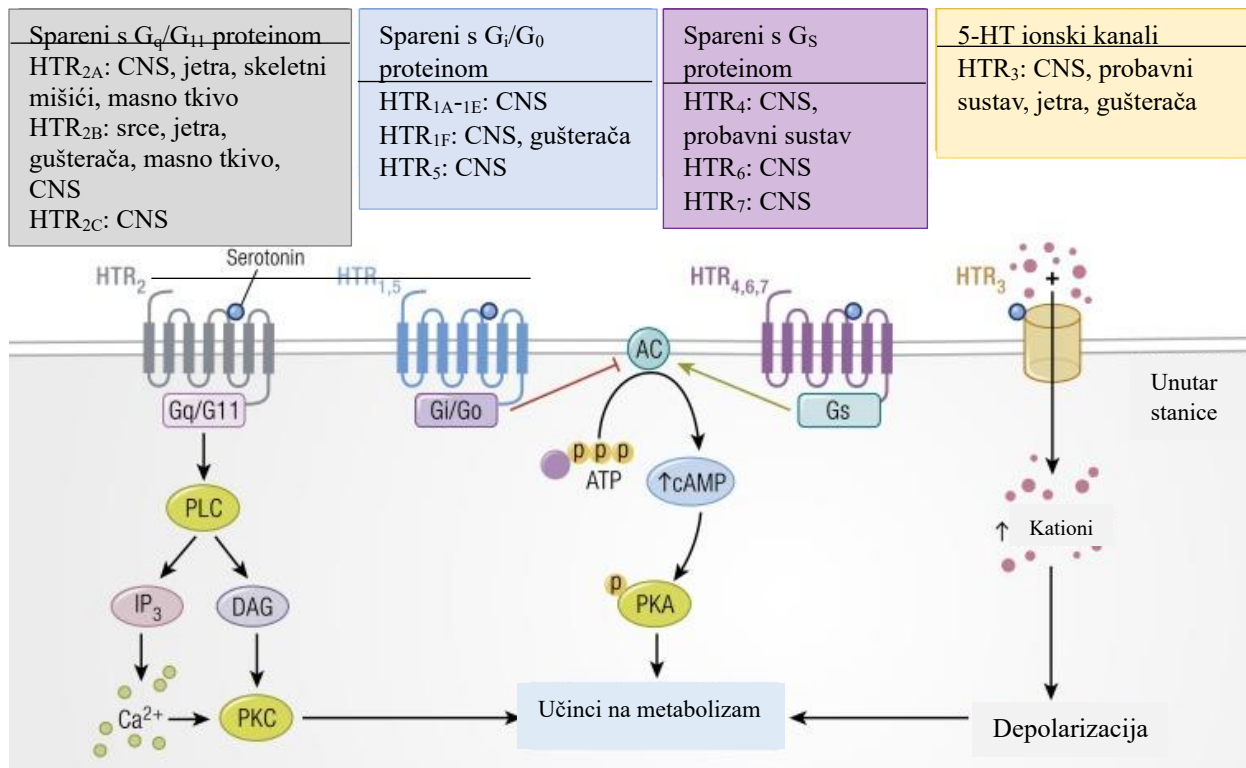 Spareni s Gq/G11 proteinom
HTR2A: CNS, jetra, skeletni
mišići, masno tkivo
HTR2B: srce, jetra,
gušterača, masno tkivo,
CNS
HTR2C: CNS
Spareni s Gi/G0
proteinom
HTR1A-1E: CNS
HTR1F: CNS, gušterača
HTR5: CNS
Spareni s GS
proteinom
HTR4: CNS,
probavni sustav
HTR6: CNS
HTR7: CNS
5-HT ionski kanali
HTR3: CNS, probavni
sustav, jetra, gušterača
Serotonin
HTR2
HTR1,5
HTR4,6,7
HTR3
+
AC
Unutar
stanice
Gq/G11
Gi/Go
Gs
P P P
ATP
↑cAMP
PLC
↑ Kationi
IP3
DAG
P
PKA
Ca2+
PKC
Učinci na metabolizam
Depolarizacija